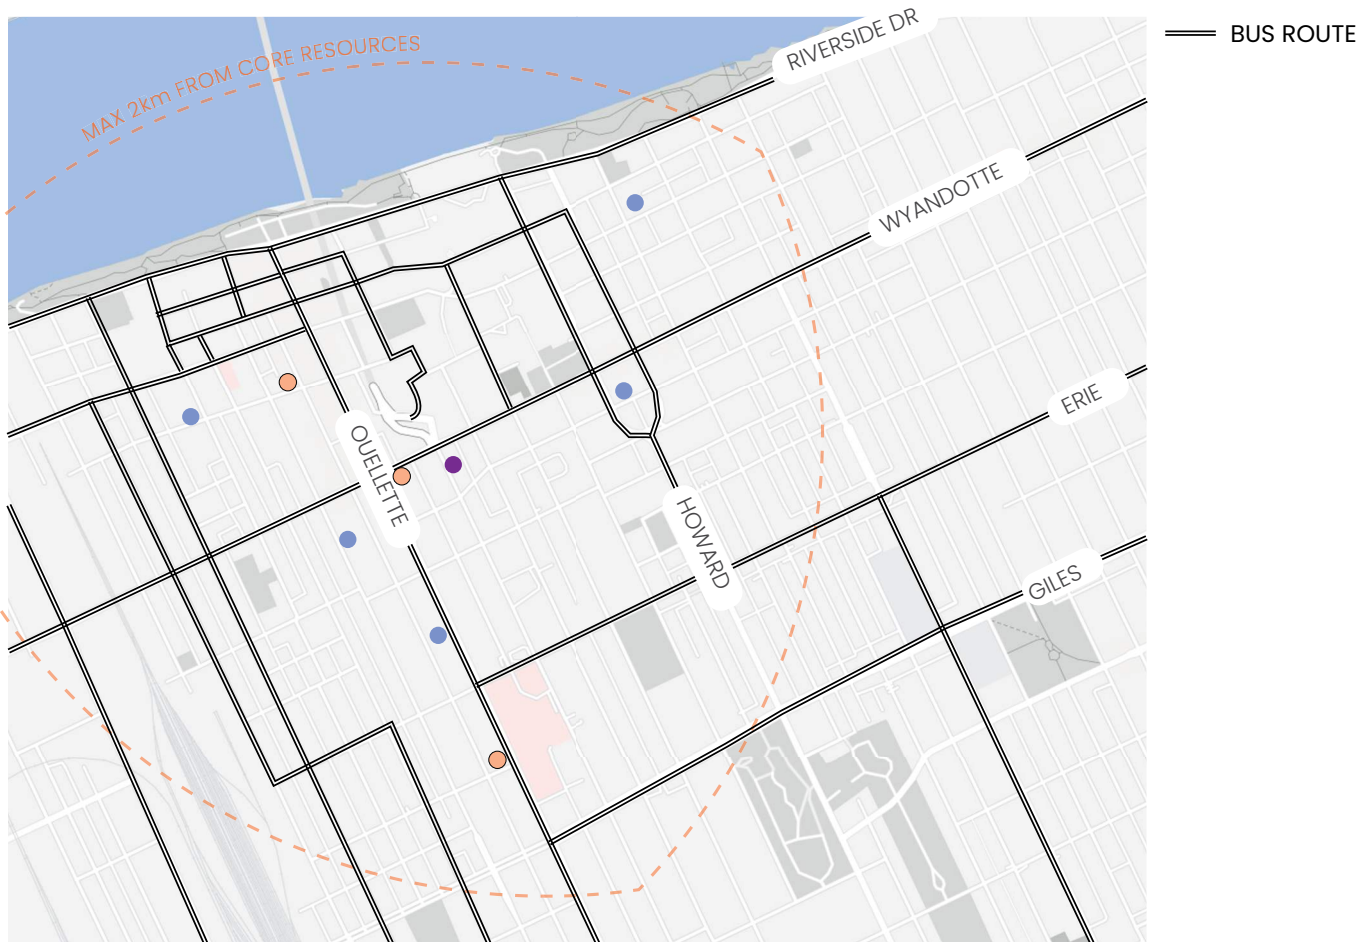 MAX 2km FROM CORE RESOURCES
RIVERSIDE DR
BUS ROUTE
WYANDOTTE
ERIE
OUELLETTE
HOWARD
GILES